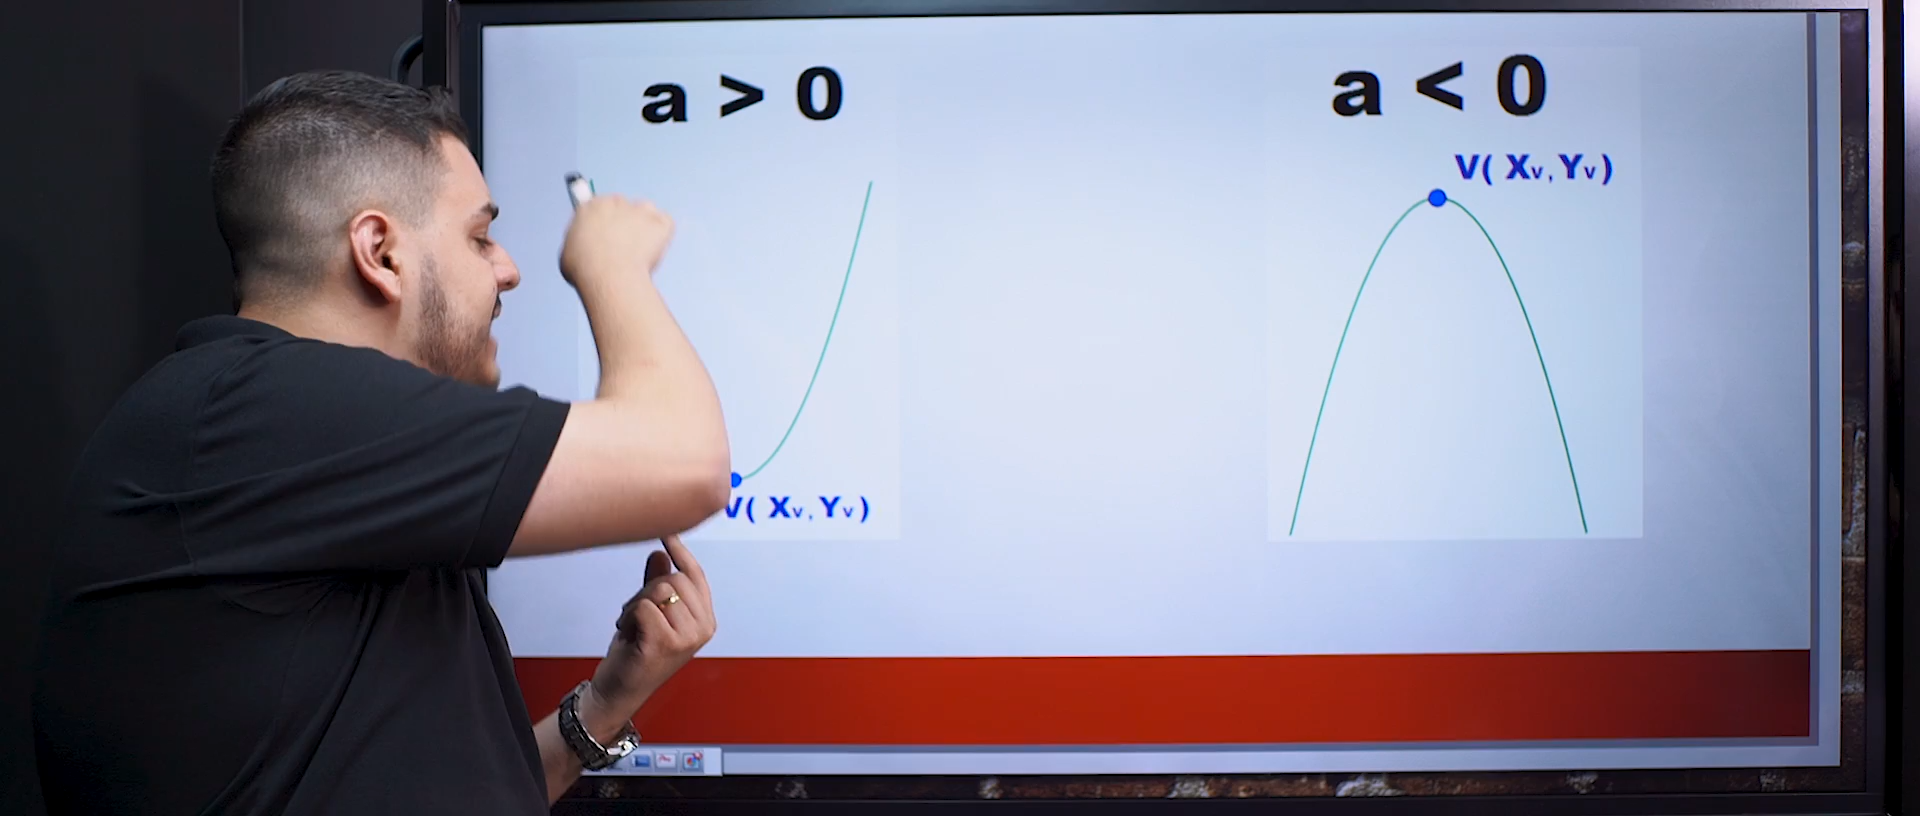 a > 0
a < 0
V( Xv, Yv )
V( Xv, Yv )